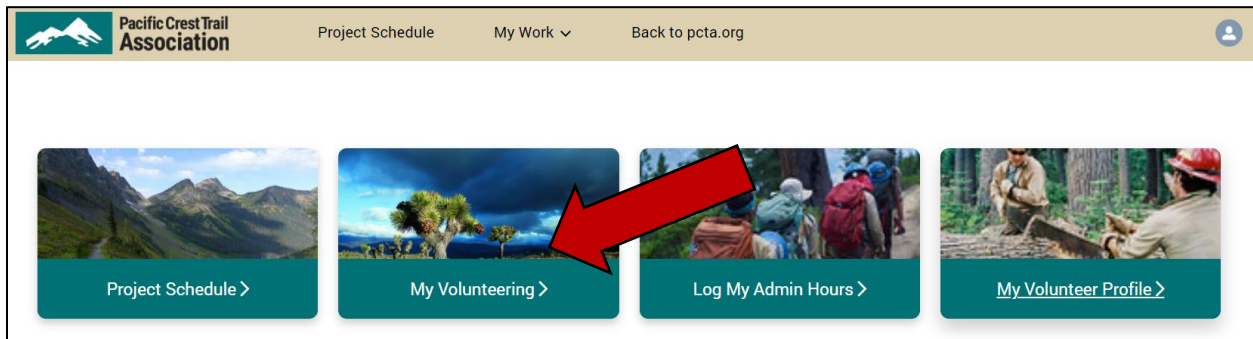 Pacific Crest Trail
Association
Project Schedule
My Work
Back to pcta.org
Project Schedule
My Volunteering
Log My Admin Hours
My Volunteer Profile